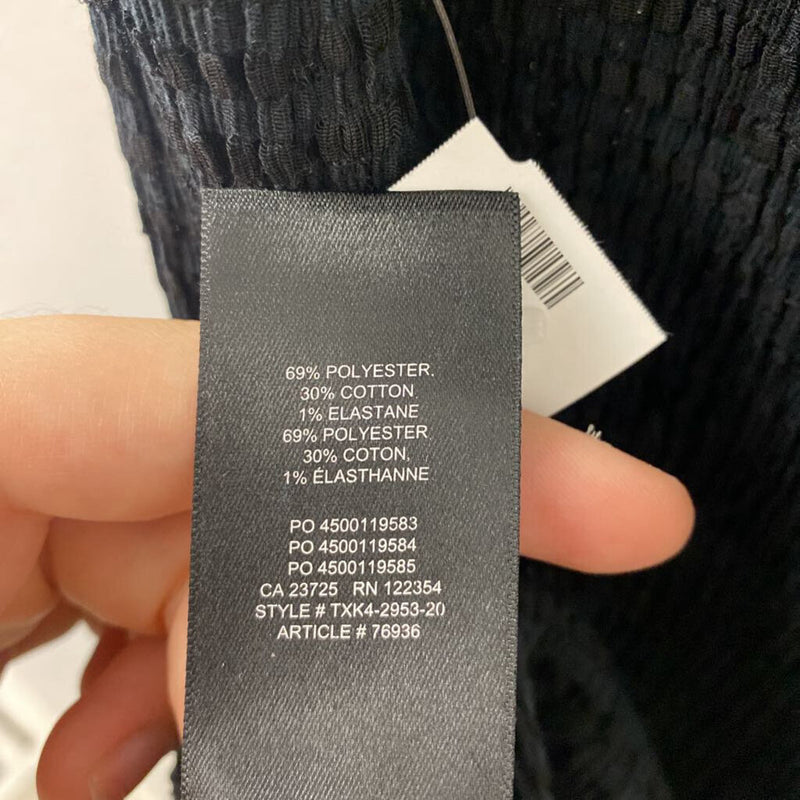 69% POLYESTER,
30% COTTON
1% ELASTANE
69% POLYESTER
30% COTON,
1% ÉLASTHANNE
PO 4500119583
PO 4500119584
PO 4500119585
CA 23725 RN 122354
STYLE # TXK4-2953-20
ARTICLE # 76936